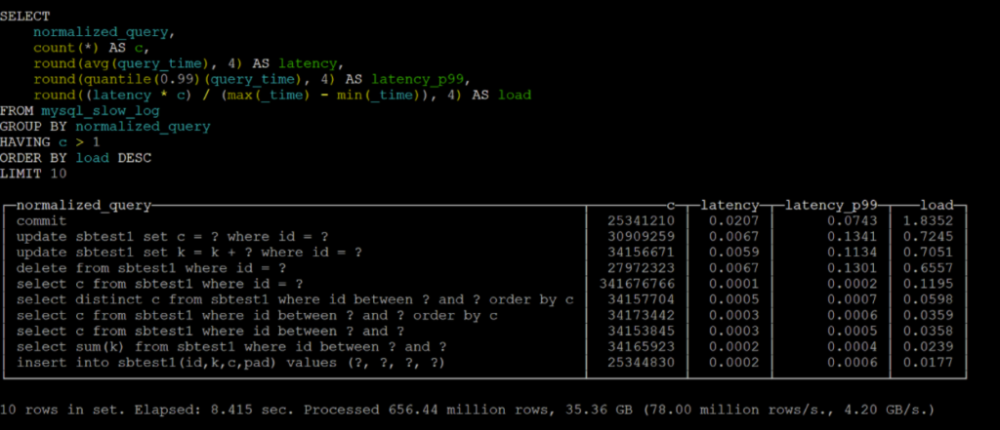 SELECT
normalized_query,
count(*) AS c,
round(avg(query_time), 4) AS latency,
round(quantile(0.99)(query_time), 4) AS latency_p99,
round((latency * c) / (max(_time) - min(_time)), 4) AS load
FROM mysql_slow_log
GROUP BY normalized_query
HAVING c > 1
ORDER BY load DESC
LIMIT 10
normalized_query c latency latency_p99 load
commit 25341210 0.0207 0.0743 1.8352
update sbtest1 set c = ? where id = ? 30909259 0.0067 0.1341 0.7245
update sbtest1 set k = k + ? where id = ? 34156671 0.0059 0.1134 0.7051
delete from sbtest1 where id = ? 27972323 0.0067 0.1301 0.6557
select c from sbtest1 where id = ? 341676766 0.0001 0.0002 0.1195
select distinct c from sbtest1 where id between ? and ? order by c 34157704 0.0005 0.0007 0.0598
select c from sbtest1 where id between ? and ? order by c 34173442 0.0003 0.0006 0.0359
select c from sbtest1 where id between ? and ? 34153845 0.0003 0.0005 0.0358
select sum(k) from sbtest1 where id between ? and ? 34165923 0.0002 0.0004 0.0239
insert into sbtest1(id,k,c,pad) values (?, ?, ?, ?) 25344830 0.0002 0.0006 0.0177
10 rows in set. Elapsed: 8.415 sec. Processed 656.44 million rows, 35.36 GB (78.00 million rows/s., 4.20 GB/s.)